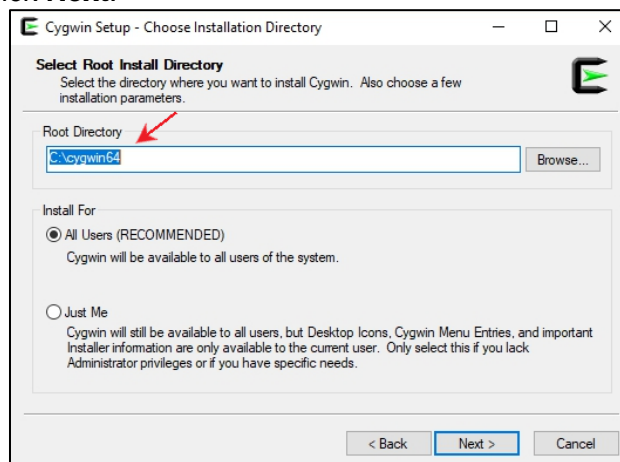 Cygwin Setup - Choose Installation Directory
Select Root Install Directory
Select the directory where you want to install Cygwin. Also choose a few
installation parameters.
Root Directory
C:\cygwin64
Browse...
Install For
All Users (RECOMMENDED)
Cygwin will be available to all users of the system.
Just Me
Cygwin will still be available to all users, but Desktop Icons, Cygwin Menu Entries, and important
Installer information are only available to the current user. Only select this if you lack
Administrator privileges or if you have specific needs.
< Back Next > Cancel